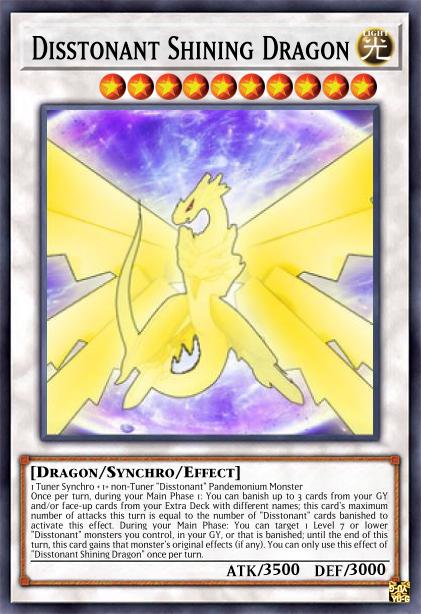 DISSTONANT SHINING DRAGON
LIGHT
光
[DRAGON/SYNCHRO/EFFECT]
1 Tuner Synchro + 1+ non-Tuner "Disstonant" Pandemonium Monster
Once per turn, during your Main Phase 1: You can banish up to 3 cards from your GY
and/or face-up cards from your Extra Deck with different names; this card's maximum
number of attacks this turn is equal to the number of "Disstonant" cards banished to
activate this effect. During your Main Phase: You can target 1 Level 7 or lower
"Disstonant" monsters you control, in your GY, or that is banished; until the end of this
turn, this card gains that monster's original effects (if any). You can only use this effect of
"Disstonant Shining Dragon" once per turn.
ATK/3500 DEF/3000